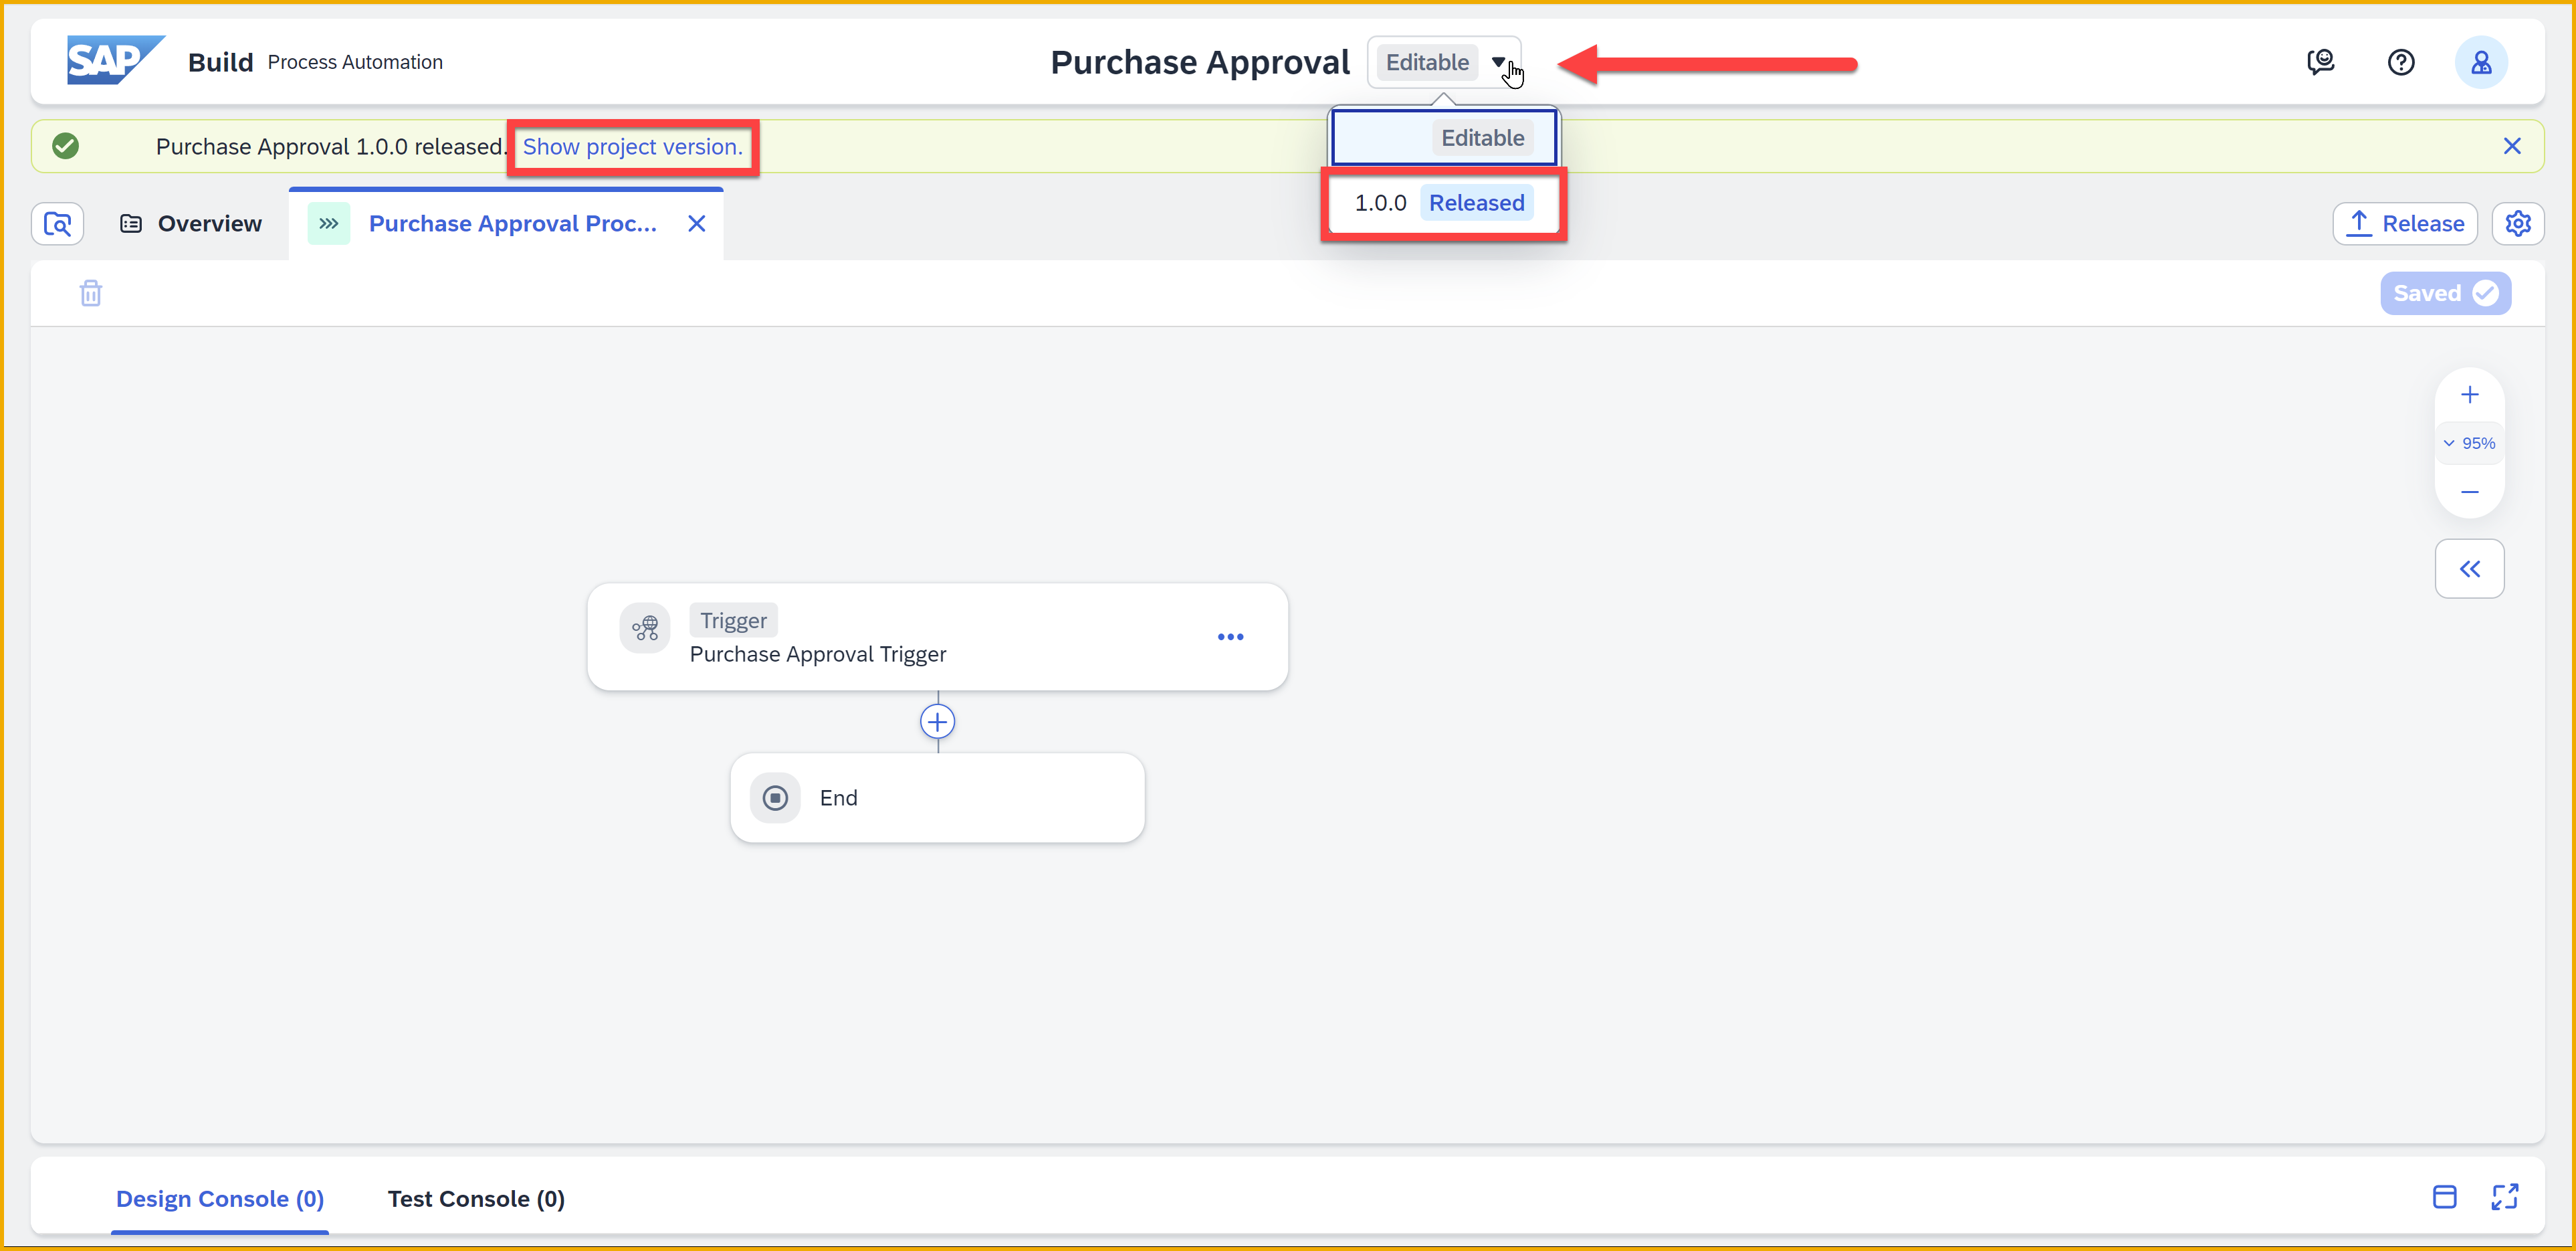 SAP Build Process Automation
Purchase Approval Editable
Purchase Approval 1.0.0 released. Show project version.
Editable
1.0.0 Released
Overview
Purchase Approval Proc...
Release
Saved
95%
Trigger
Purchase Approval Trigger
End
Design Console (0)
Test Console (0)